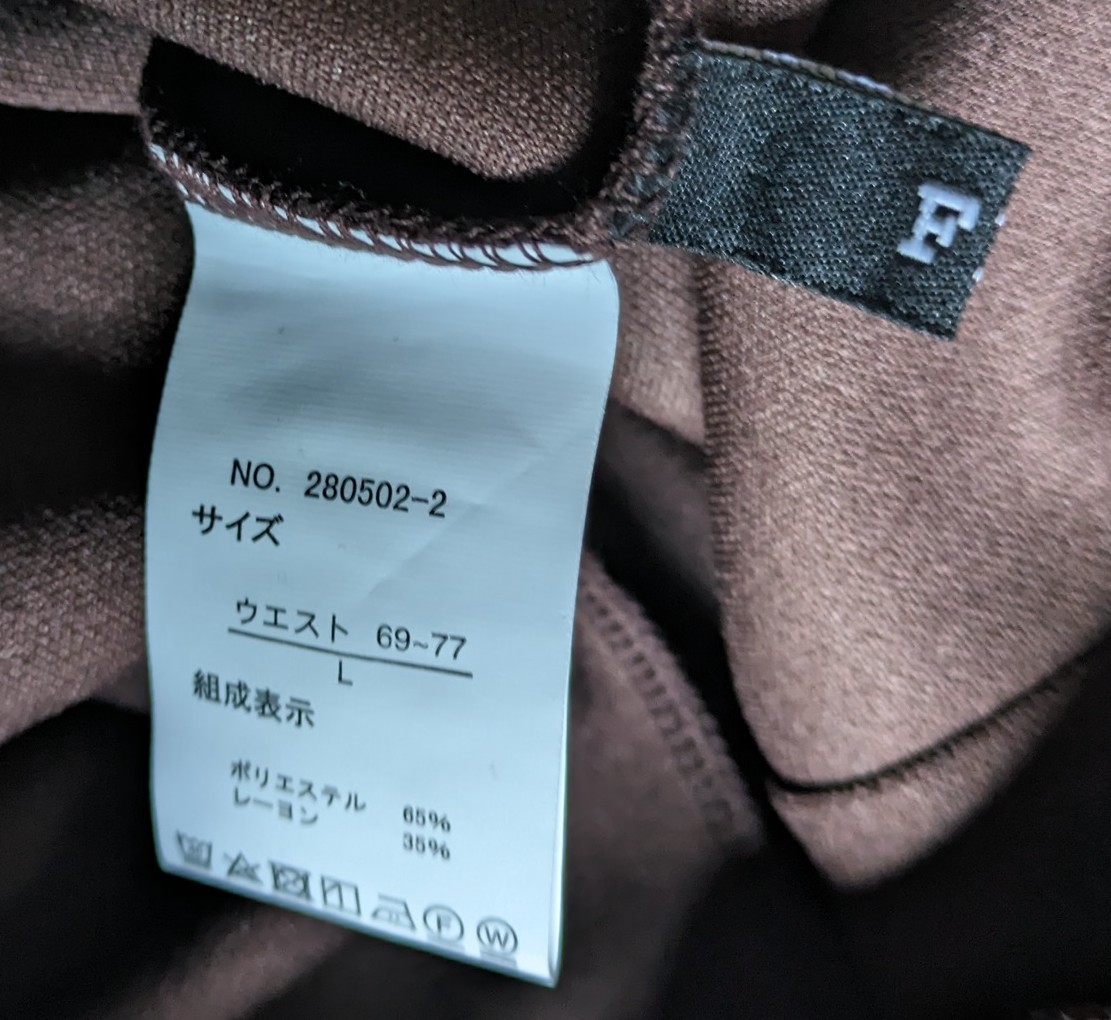 F
NO. 280502-2
サイズ
ウエスト 69~77
L
組成表示
ポリエステル 65%
レーヨン 35%
F W